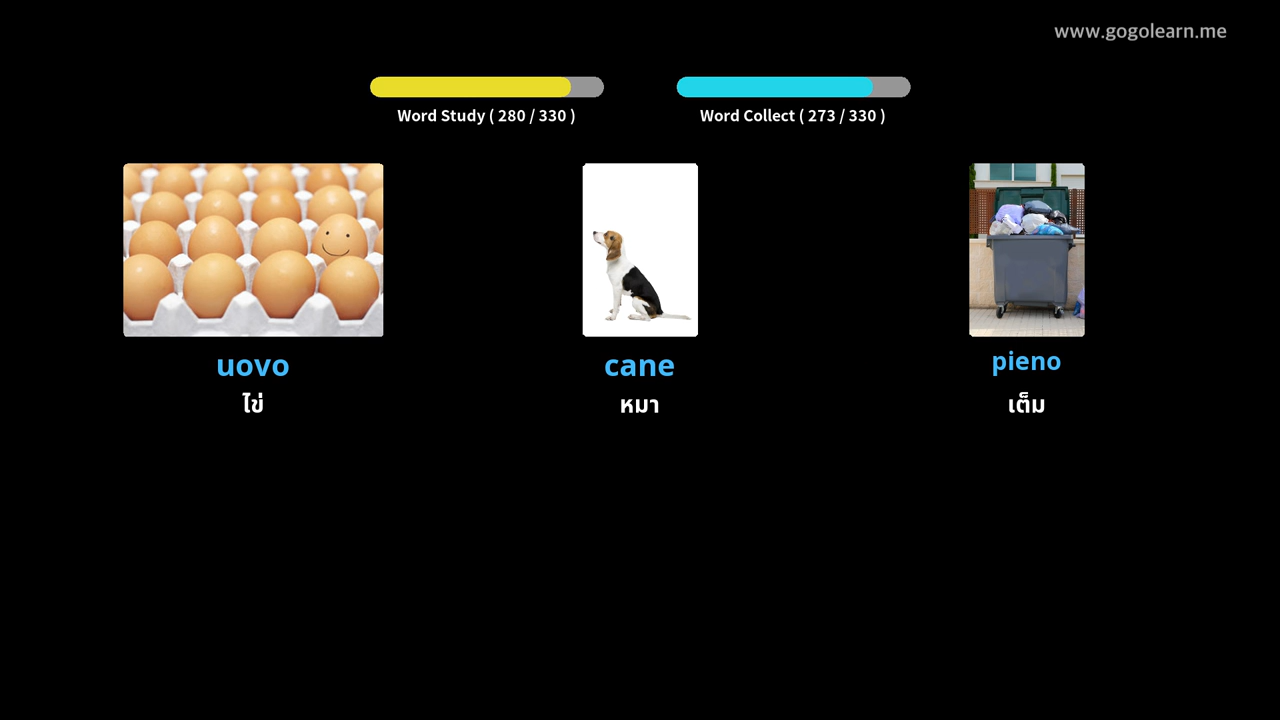 www.gogolearn.me
Word Study ( 280 / 330 )
Word Collect ( 273 / 330 )
uovo
cane
pieno
ไข่
หมา
เต็ม